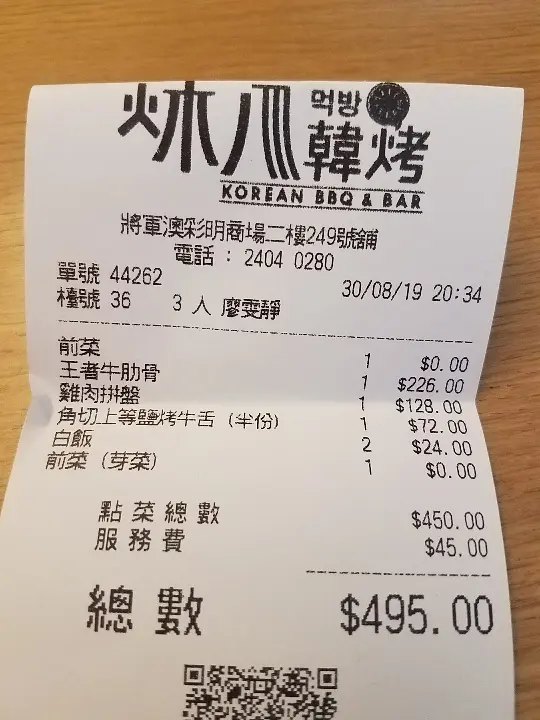 먹방
韓烤
KOREAN BBQ & BAR
將軍澳彩明商場二樓249號舖
電話 : 2404 0280
單號 44262 30/08/19 20:34
檯號 36 3 人 廖雯靜
前菜 1 $0.00
王者牛肋骨 1 $226.00
雞肉拼盤 1 $128.00
角切上等鹽烤牛舌 (半份) 1 $72.00
白飯 2 $24.00
前菜 (芽菜) 1 $0.00
點菜總數 $450.00
服務費 $45.00
總數 $495.00